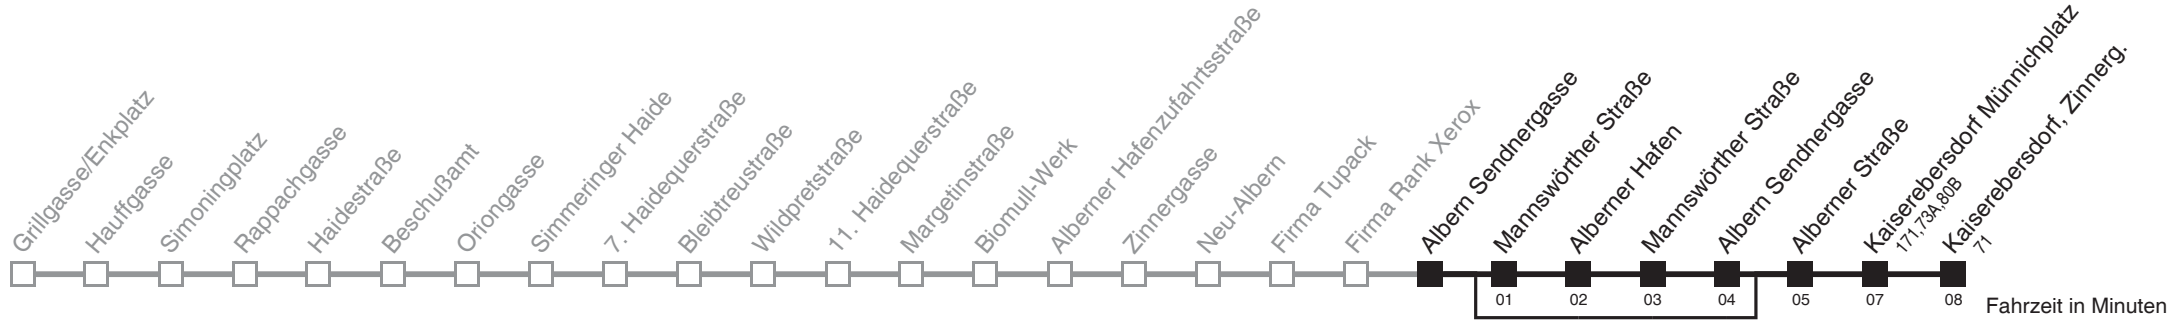 Grillgasse/Enkplatz
Hauffgasse
Simoningplatz
Rappachgasse
Haidestraße
Beschußamt
Oriongasse
Simmeringer Haide
7. Haidequerstraße
Bleibtreustraße
Wildpretstraße
11. Haidequerstraße
Margetinstraße
Biomull-Werk
Alberner Hafenzufahrtsstraße
Zinnergasse
Neu-Albern
Firma Tupack
Firma Rank Xerox
Albern Sendnergasse
Mannswörther Straße
Alberner Hafen
Mannswörther Straße
Albern Sendnergasse
Alberner Straße
Kaiserebersdorf Münnichplatz
171,73A,80B
Kaiserebersdorf, Zinnerg.
71
01 02 03 04 05 07 08 Fahrzeit in Minuten